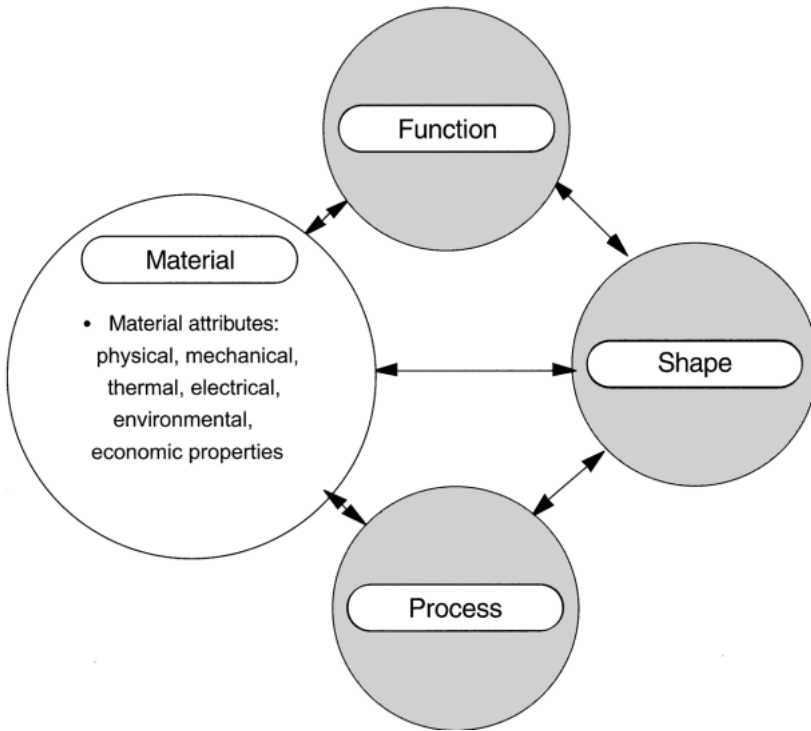 Function
Material
• Material attributes:
physical, mechanical,
thermal, electrical,
environmental,
economic properties
Shape
Process